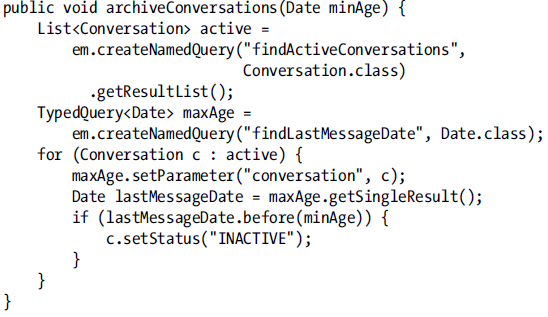 public void archiveConversations(Date minAge) {
    List<Conversation> active =
        em.createNamedQuery("findActiveConversations",
                            Conversation.class)
          .getResultList();
    TypedQuery<Date> maxAge =
        em.createNamedQuery("findLastMessageDate", Date.class);
    for (Conversation c : active) {
        maxAge.setParameter("conversation", c);
        Date lastMessageDate = maxAge.getSingleResult();
        if (lastMessageDate.before(minAge)) {
            c.setStatus("INACTIVE");
        }
    }
}